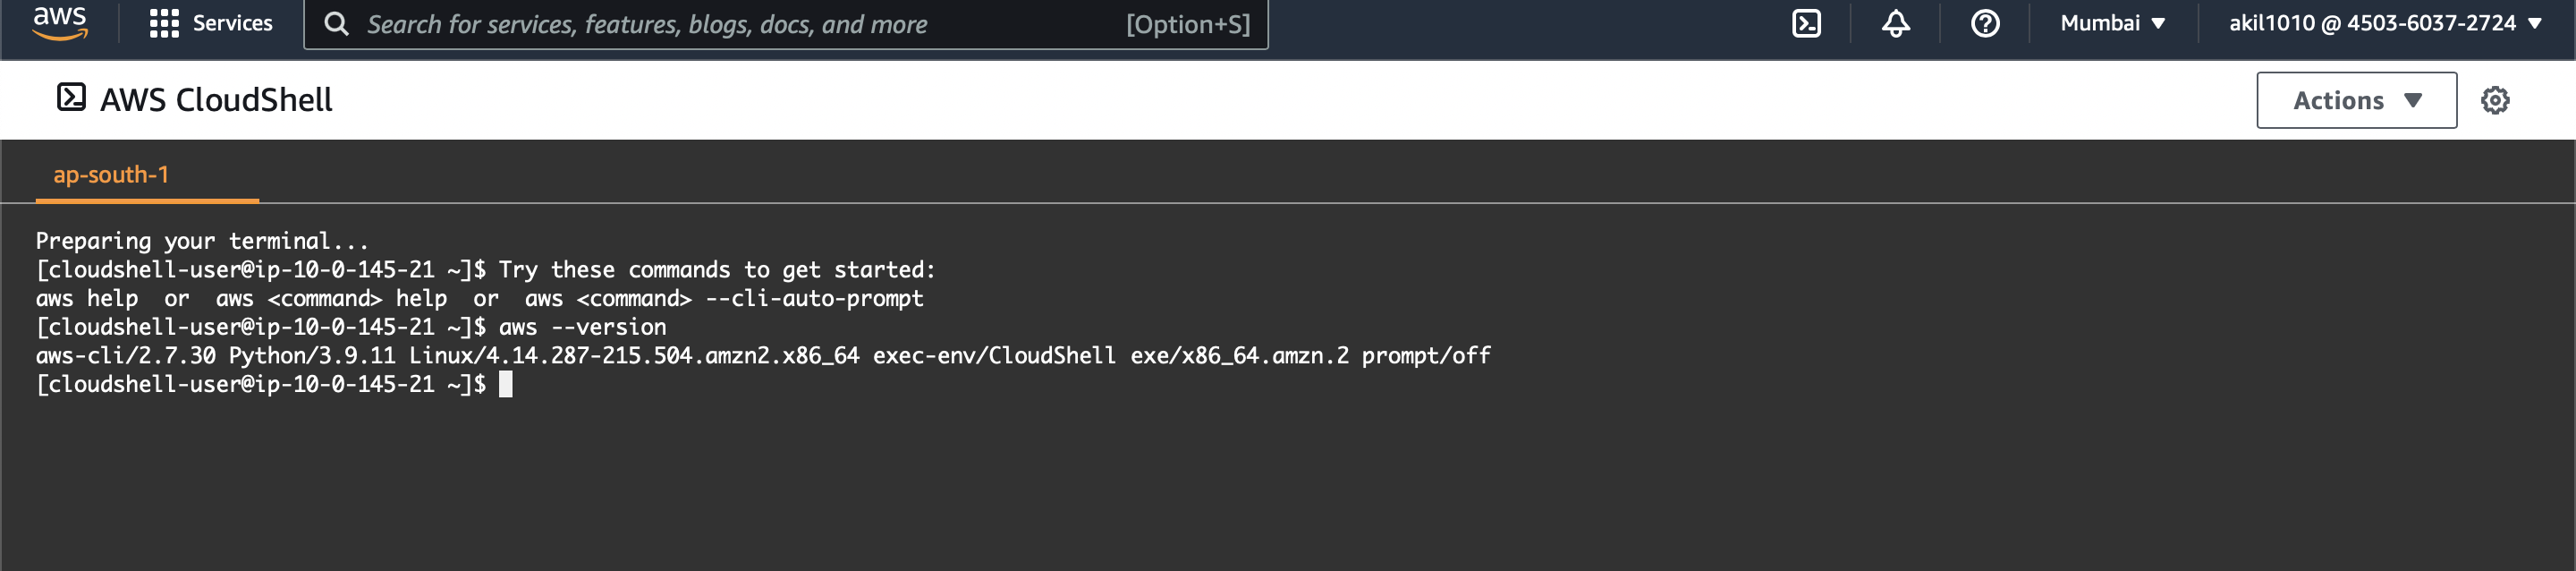 aws Services Search for services, features, blogs, docs, and more [Option+S] Mumbai akil1010 @ 4503-6037-2724
AWS CloudShell Actions
ap-south-1
Preparing your terminal...
[cloudshell-user@ip-10-0-145-21 ~]$ Try these commands to get started:
aws help  or  aws <command> help  or  aws <command> --cli-auto-prompt
[cloudshell-user@ip-10-0-145-21 ~]$ aws --version
aws-cli/2.7.30 Python/3.9.11 Linux/4.14.287-215.504.amzn2.x86_64 exec-env/CloudShell exe/x86_64.amzn.2 prompt/off
[cloudshell-user@ip-10-0-145-21 ~]$